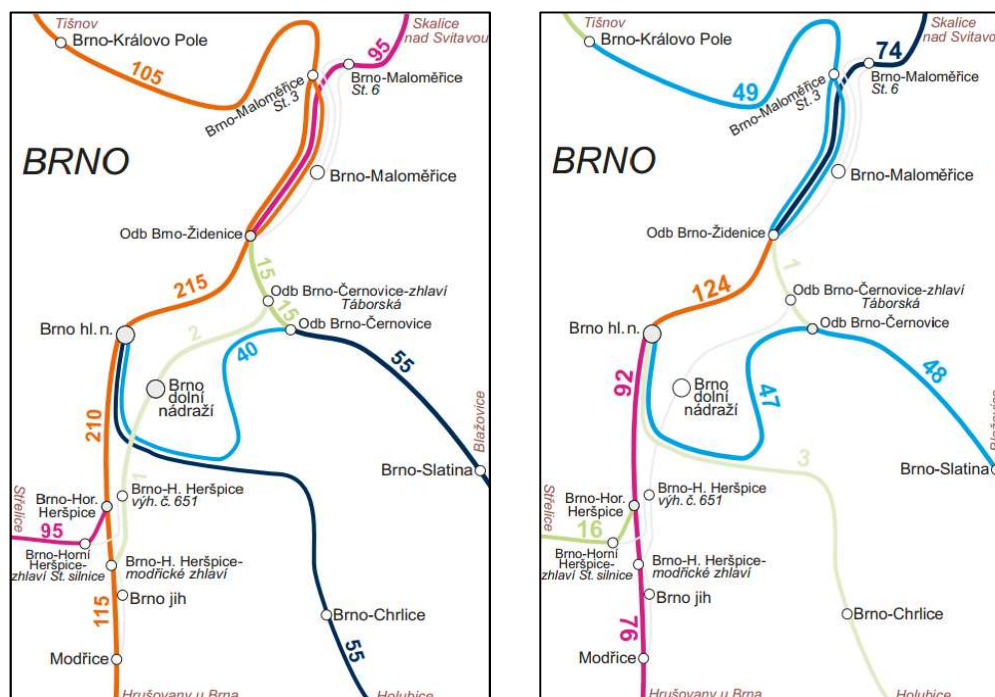 Tišnov
Skalice
nad Svitavou
Brno-Královo Pole
95
105
Brno-Maloměřice
St. 6
Brno-Maloměřice
St. 3
BRNO
Brno-Maloměřice
Odb Brno-Židenice
15
215
Odb Brno-Černovice-zhlaví
Táborská
15
Brno hl. n.
2
Odb Brno-Černovice
40
55
Brno
dolní
nádraží
210
Blažovice
Brno-Slatina
1
Střelice
Brno-Hor.
Heršpice
Brno-H. Heršpice
výh. č. 651
95
Brno-Horní
Heršpice-
zhlaví St. silnice
Brno-H. Heršpice-
modřické zhlaví
Brno jih
115
Brno-Chrlice
55
Modřice
Hrušovany u Brna
Holubice
Tišnov
Skalice
nad Svitavou
Brno-Královo Pole
74
49
Brno-Maloměřice
St. 6
Brno-Maloměřice
St. 3
BRNO
Brno-Maloměřice
Odb Brno-Židenice
1
124
Odb Brno-Černovice-zhlaví
Táborská
Brno hl. n.
Odb Brno-Černovice
92
47
48
Brno
dolní
nádraží
Blažovice
Brno-Slatina
3
Střelice
Brno-Hor.
Heršpice
Brno-H. Heršpice
výh. č. 651
16
Brno-Horní
Heršpice-
zhlaví St. silnice
Brno-H. Heršpice-
modřické zhlaví
Brno jih
76
Brno-Chrlice
Modřice
Hrušovany u Brna
Holubice